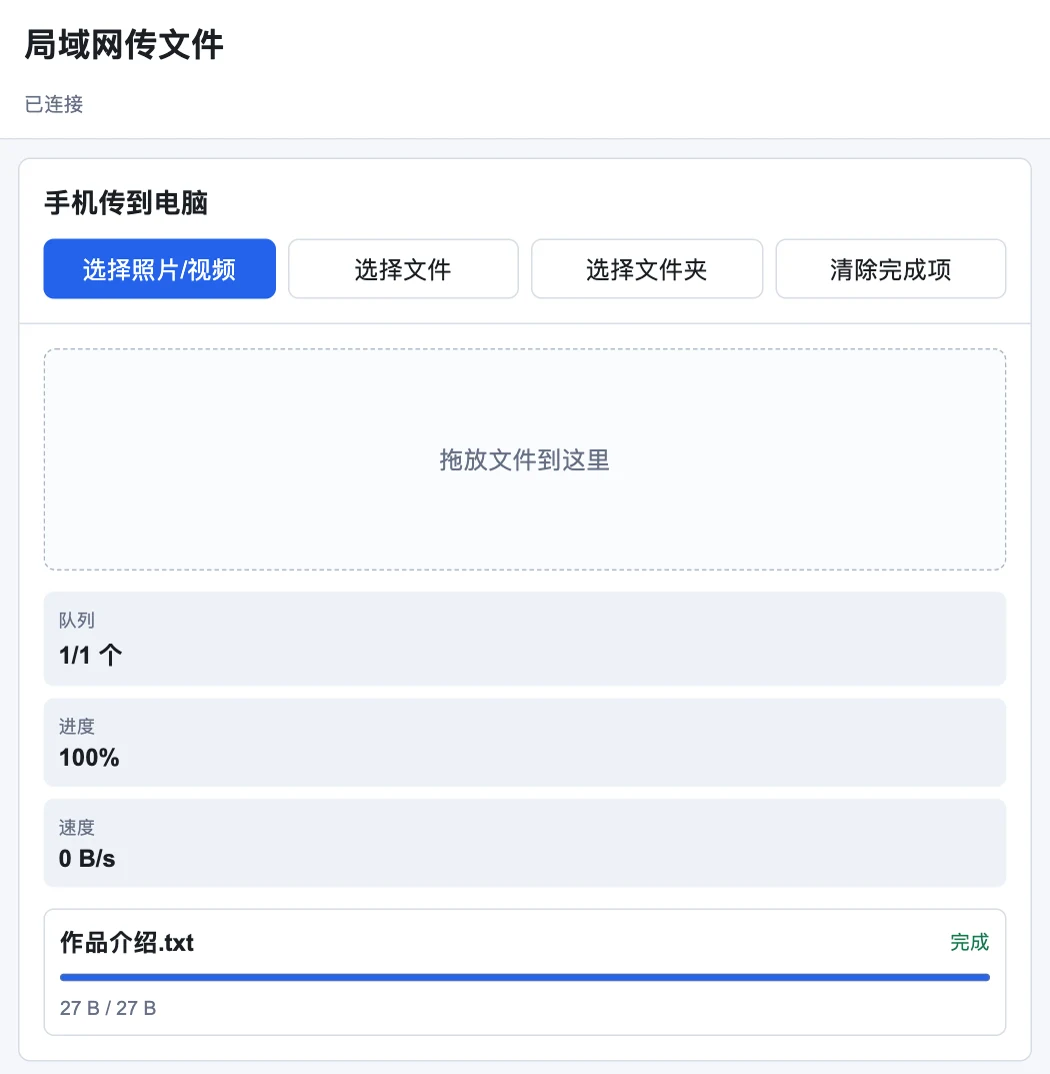 局域网传文件
已连接
手机传到电脑
选择照片/视频
选择文件
选择文件夹
清除完成项
拖放文件到这里
队列
1/1 个
进度
100%
速度
0 B/s
作品介绍.txt
完成
27 B / 27 B